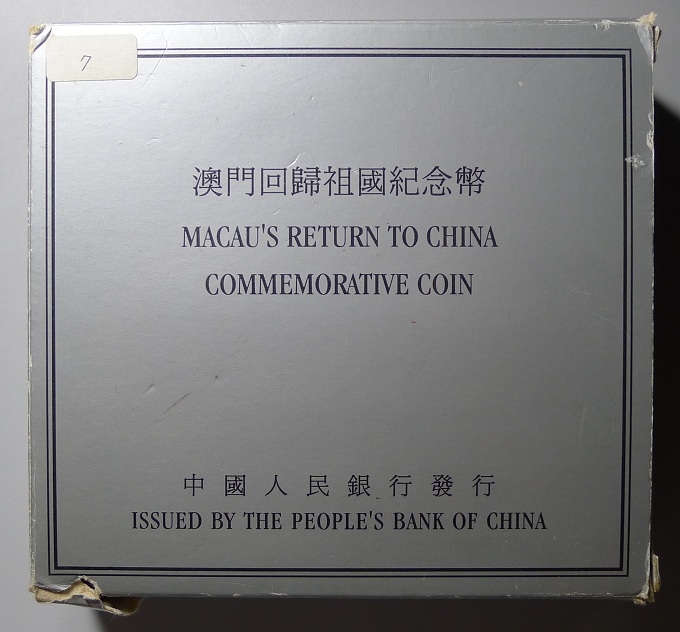 7
澳門回歸祖國紀念幣
MACAU'S RETURN TO CHINA
COMMEMORATIVE COIN
中國人民銀行發行
ISSUED BY THE PEOPLE'S BANK OF CHINA